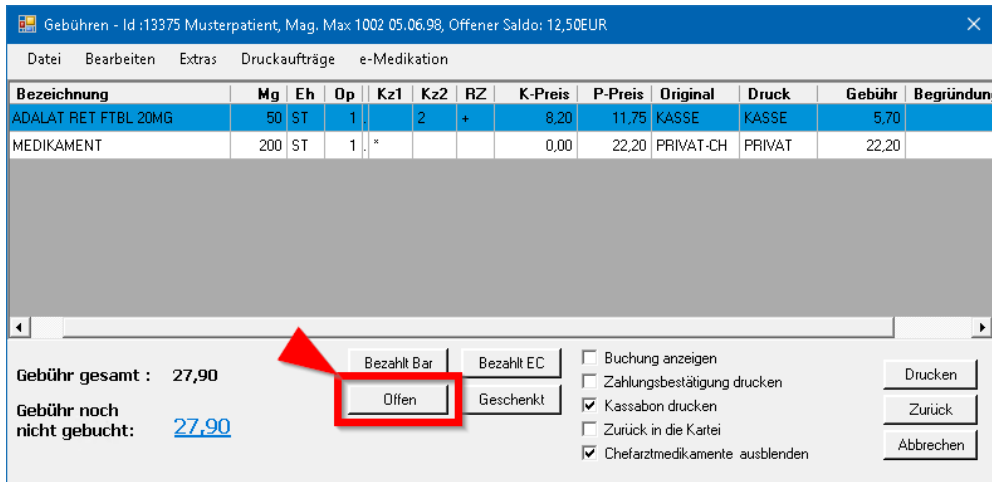 Gebühren - Id :13375 Musterpatient, Mag. Max 1002 05.06.98, Offener Saldo: 12,50EUR
Datei Bearbeiten Extras Druckaufträge e-Medikation
Bezeichnung Mg Eh Op Kz1 Kz2 RZ K-Preis P-Preis Original Druck Gebühr Begründung
ADALAT RET FTBL 20MG 50 ST 1 . 2 + 8,20 11,75 KASSE KASSE 5,70
MEDIKAMENT 200 ST 1 . * 0,00 22,20 PRIVAT-CH PRIVAT 22,20
Gebühr gesamt : 27,90
Gebühr noch
nicht gebucht: 27,90
Bezahlt Bar Bezahlt EC
Offen Geschenkt
Buchung anzeigen
Zahlungsbestätigung drucken
Kassabon drucken
Zurück in die Kartei
Chefarztmedikamente ausblenden
Drucken
Zurück
Abbrechen